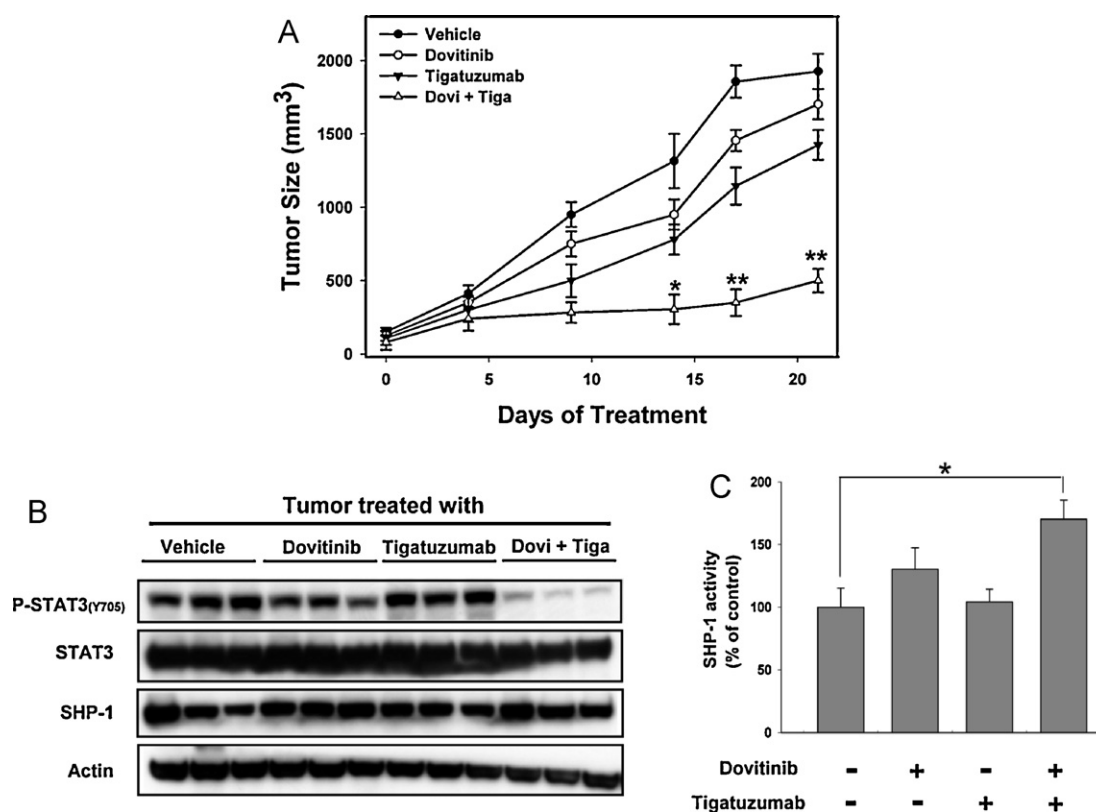 A
Vehicle
Dovitinib
Tigatuzumab
Dovi + Tiga
Tumor Size (mm³)
2000
1500
1000
500
0
*
**
**
0 5 10 15 20
Days of Treatment
B
Tumor treated with
Vehicle Dovitinib Tigatuzumab Dovi + Tiga
P-STAT3(Y705)
STAT3
SHP-1
Actin
C
*
SHP-1 activity
(% of control)
200
150
100
50
0
Dovitinib - + - +
Tigatuzumab - - + +